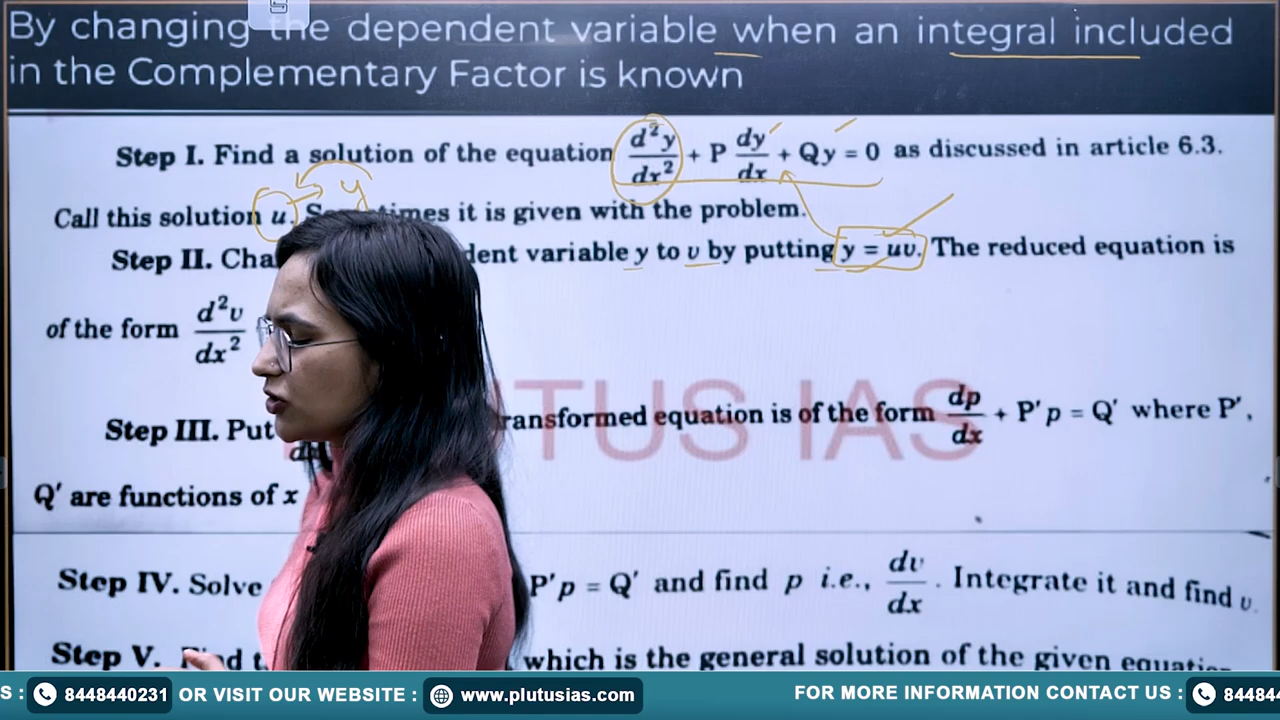 By changing the dependent variable when an integral included
in the Complementary Factor is known
Step I. Find a solution of the equation d²y/dx² + P dy/dx + Qy = 0 as discussed in article 6.3.
y
Call this solution u. times it is given with the problem.
Step II. variable y to v by putting y = uv. The reduced equation is
of the form d²v/dx²
Step III. Put transformed equation is of the form dp/dx + P′p = Q′ where P′,
Q′ are functions of x
PLUTUS IAS
Step IV. Solve P′p = Q′ and find p i.e., dv/dx. Integrate it and find v.
Step V. which is the general solution of the given equation
S : 8448440231 OR VISIT OUR WEBSITE : www.plutusias.com FOR MORE INFORMATION CONTACT US : 84484